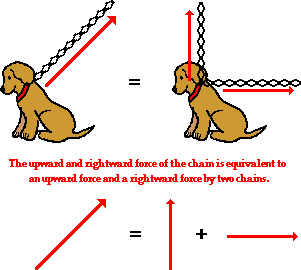 =
The upward and rightward force of the chain is equivalent to
an upward force and a rightward force by two chains.
= +